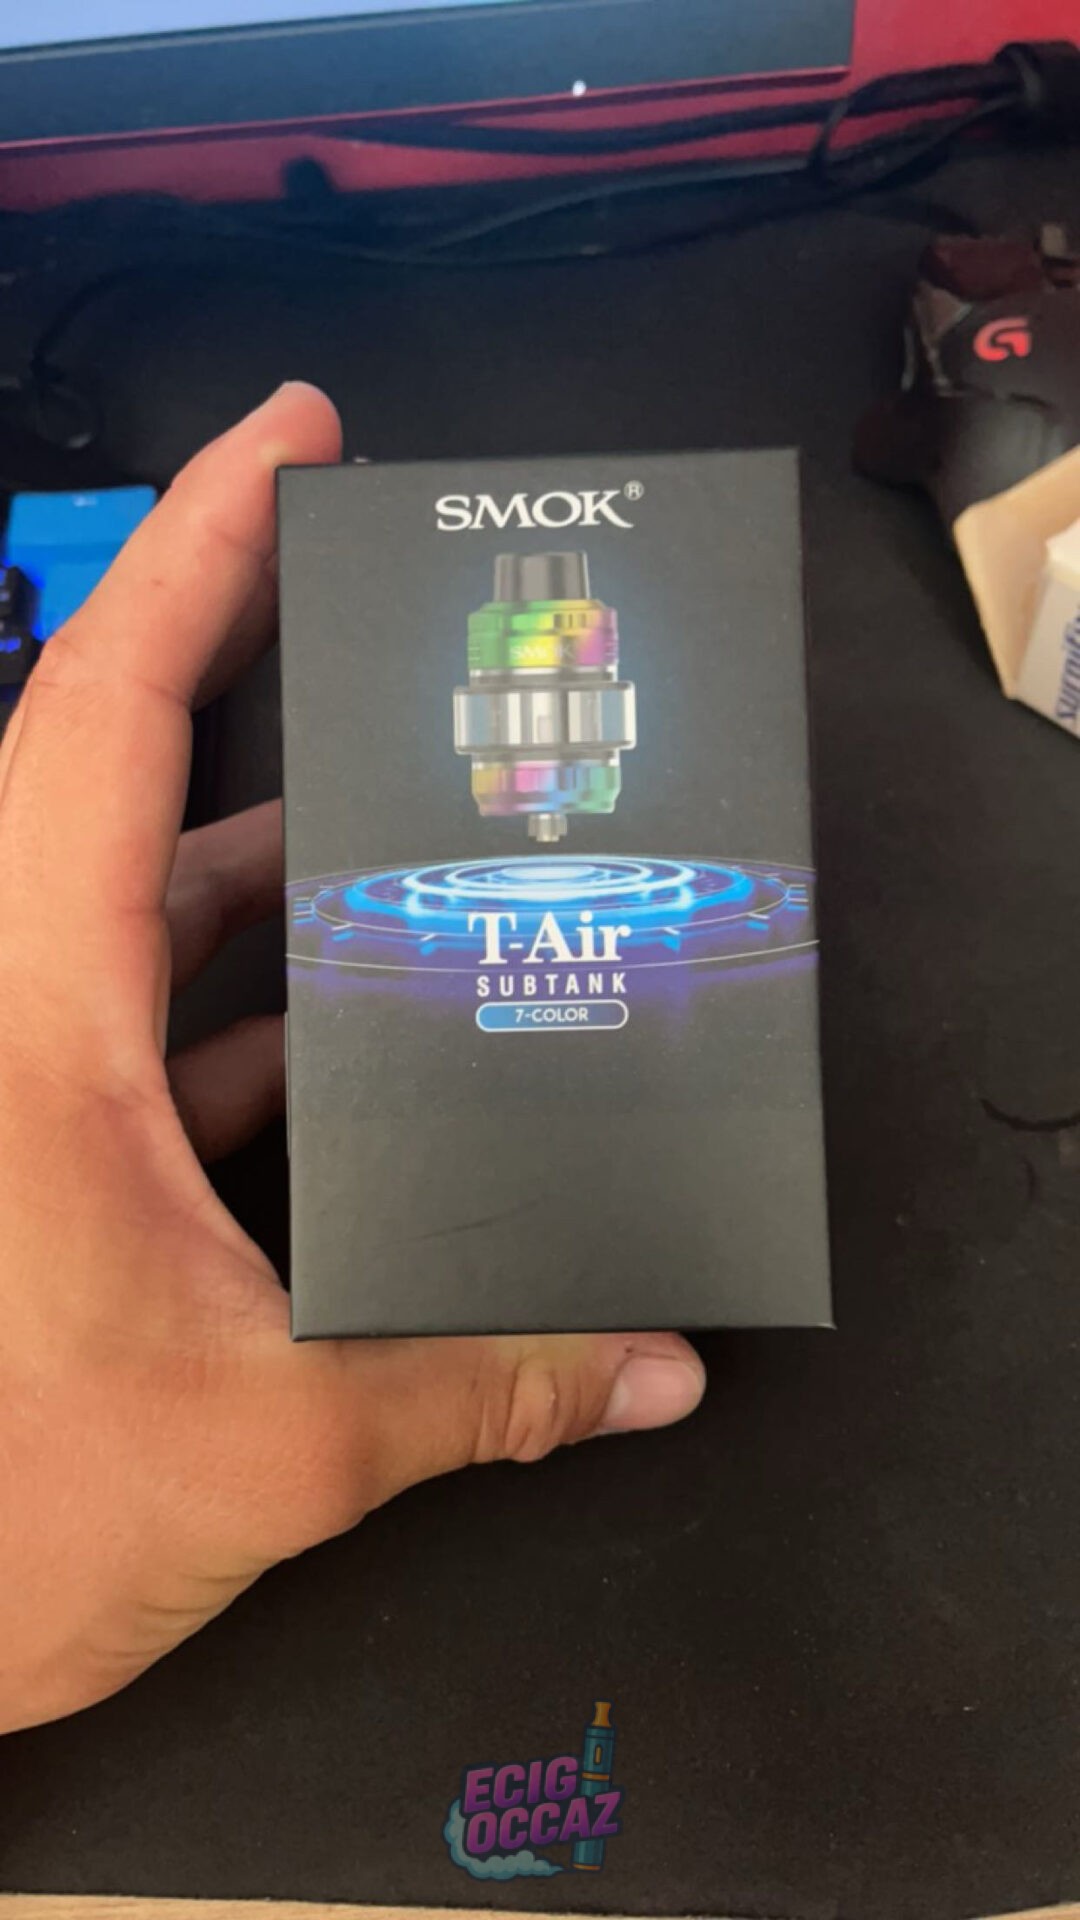 SMOK®
SMOK
T-Air
SUBTANK
7-COLOR
ECIG
OCCAZ